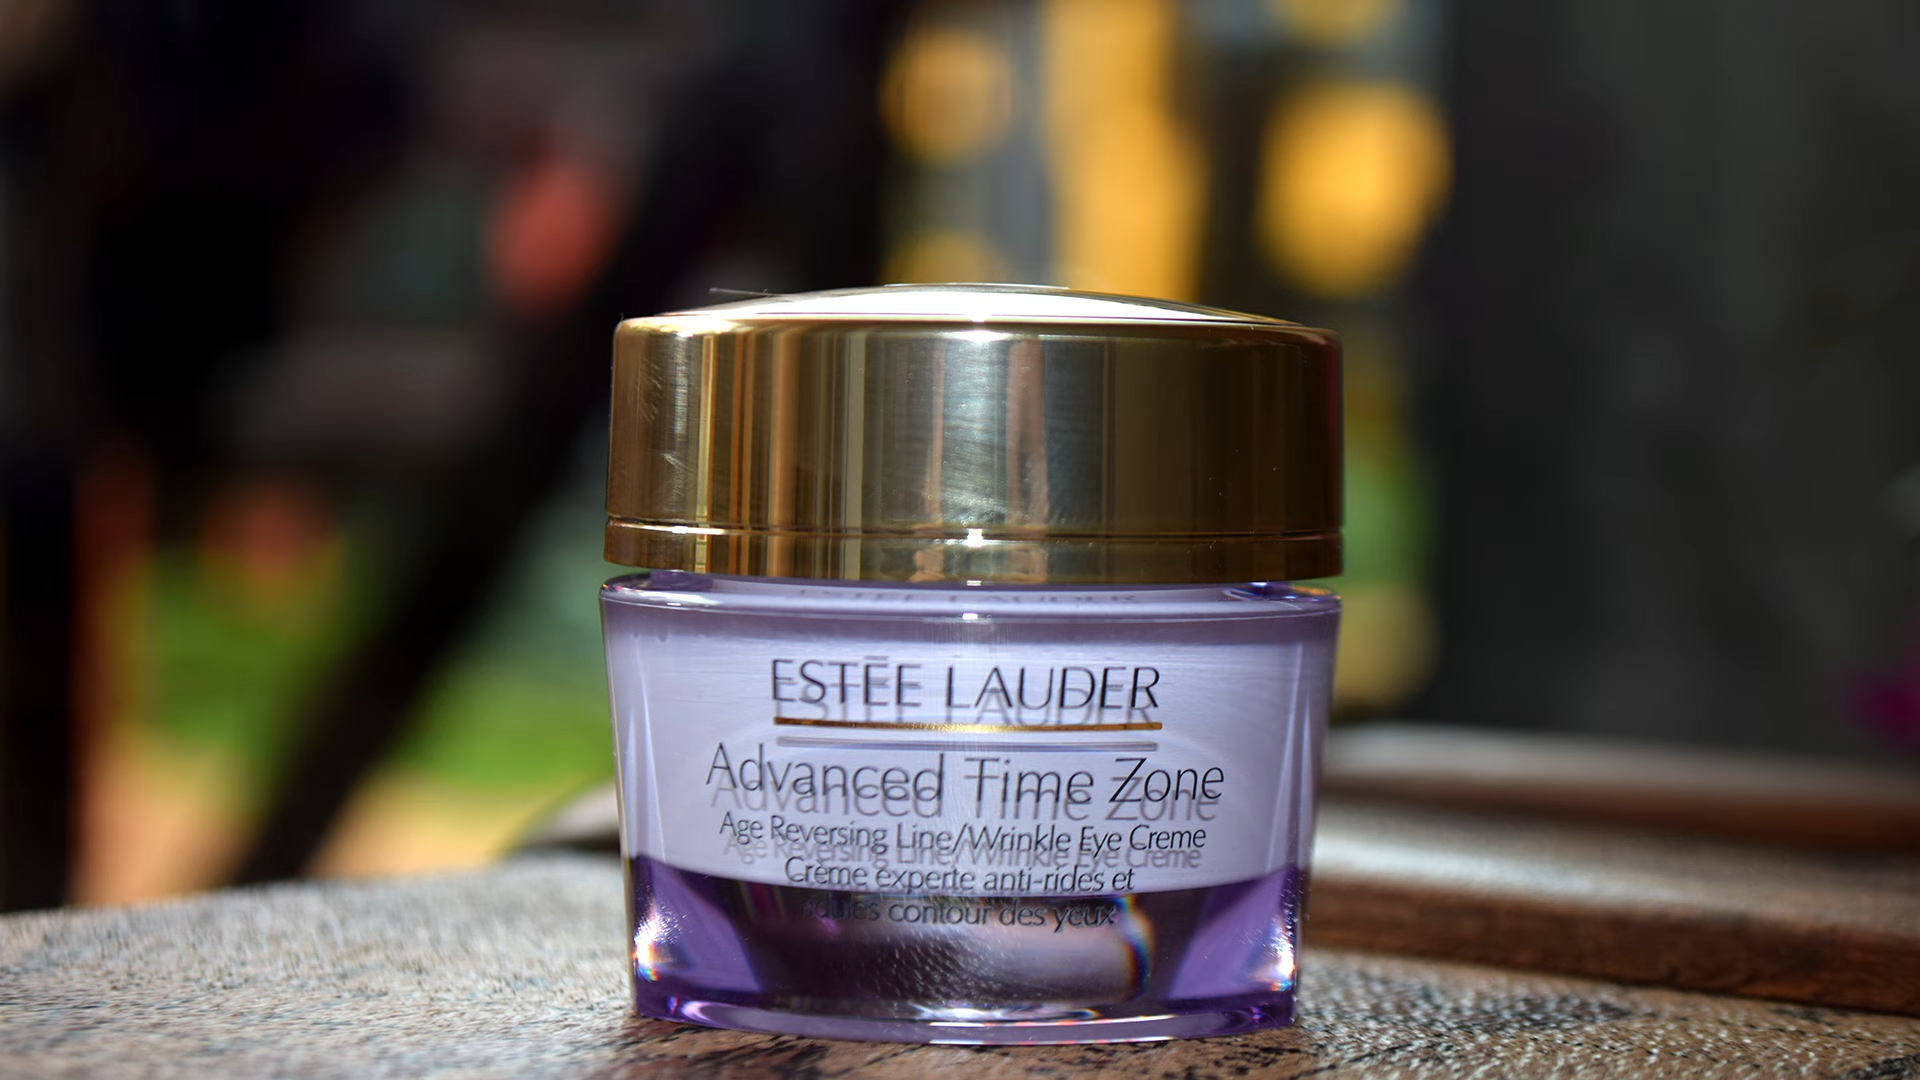 ESTĒE LAUDER
Advanced Time Zone
Age Reversing Line/Wrinkle Eye Creme
Crème experte anti-rides et
contour des yeux